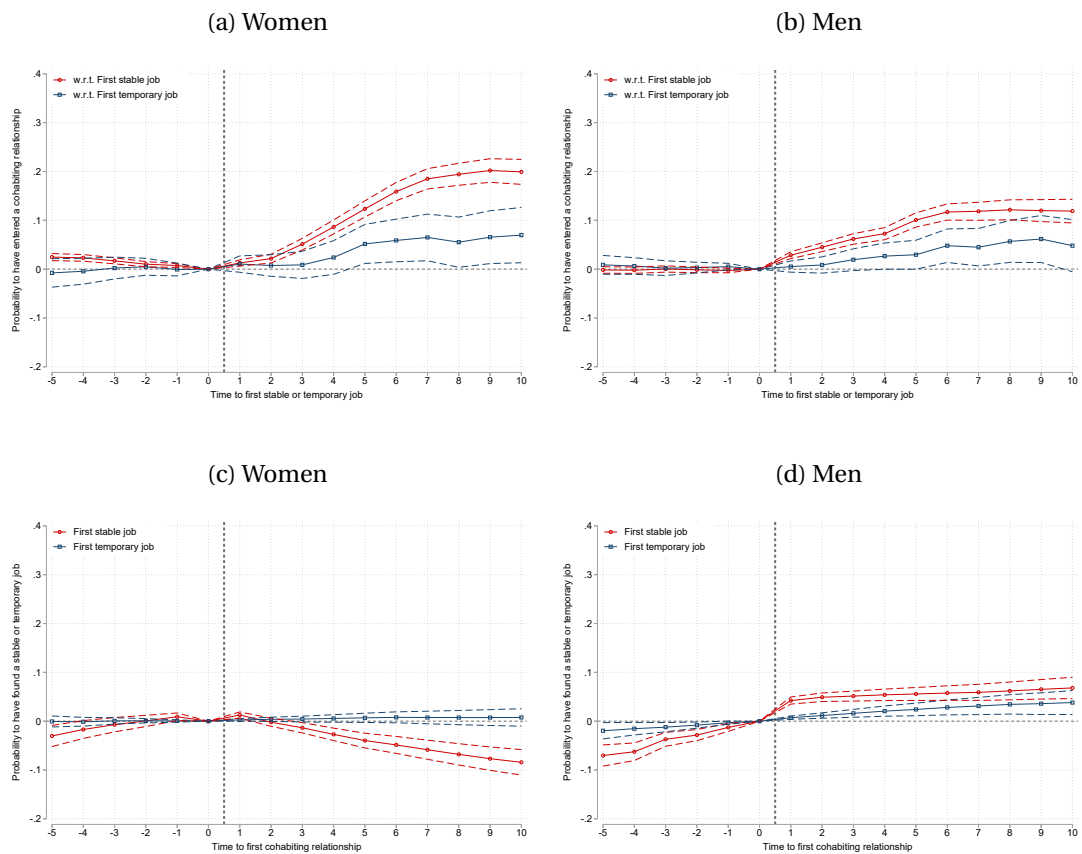 (a) Women
(b) Men
Probability to have entered a cohabiting relationship
.4
.3
.2
.1
0
-.1
-.2
w.r.t. First stable job
w.r.t. First temporary job
-5 -4 -3 -2 -1 0 1 2 3 4 5 6 7 8 9 10
Time to first stable or temporary job
Probability to have entered a cohabiting relationship
.4
.3
.2
.1
0
-.1
-.2
w.r.t. First stable job
w.r.t. First temporary job
-5 -4 -3 -2 -1 0 1 2 3 4 5 6 7 8 9 10
Time to first stable or temporary job
(c) Women
(d) Men
Probability to have found a stable or temporary job
.4
.3
.2
.1
0
-.1
-.2
First stable job
First temporary job
-5 -4 -3 -2 -1 0 1 2 3 4 5 6 7 8 9 10
Time to first cohabiting relationship
Probability to have found a stable or temporary job
.4
.3
.2
.1
0
-.1
-.2
First stable job
First temporary job
-5 -4 -3 -2 -1 0 1 2 3 4 5 6 7 8 9 10
Time to first cohabiting relationship